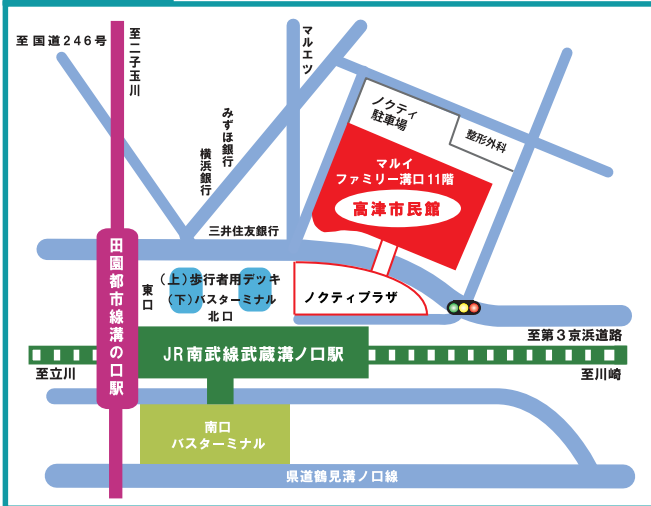 至国道246号
至二子玉川
マルエツ
みずほ銀行
横浜銀行
ノクティ
駐車場
整形外科
マルイ
ファミリー溝口11階
高津市民館
三井住友銀行
田園都市線溝の口駅
東口
(上)歩行者用デッキ
(下)バスターミナル
北口
ノクティプラザ
至第3京浜道路
JR南武線武蔵溝ノ口駅
至立川
至川崎
南口
バスターミナル
県道鶴見溝ノ口線